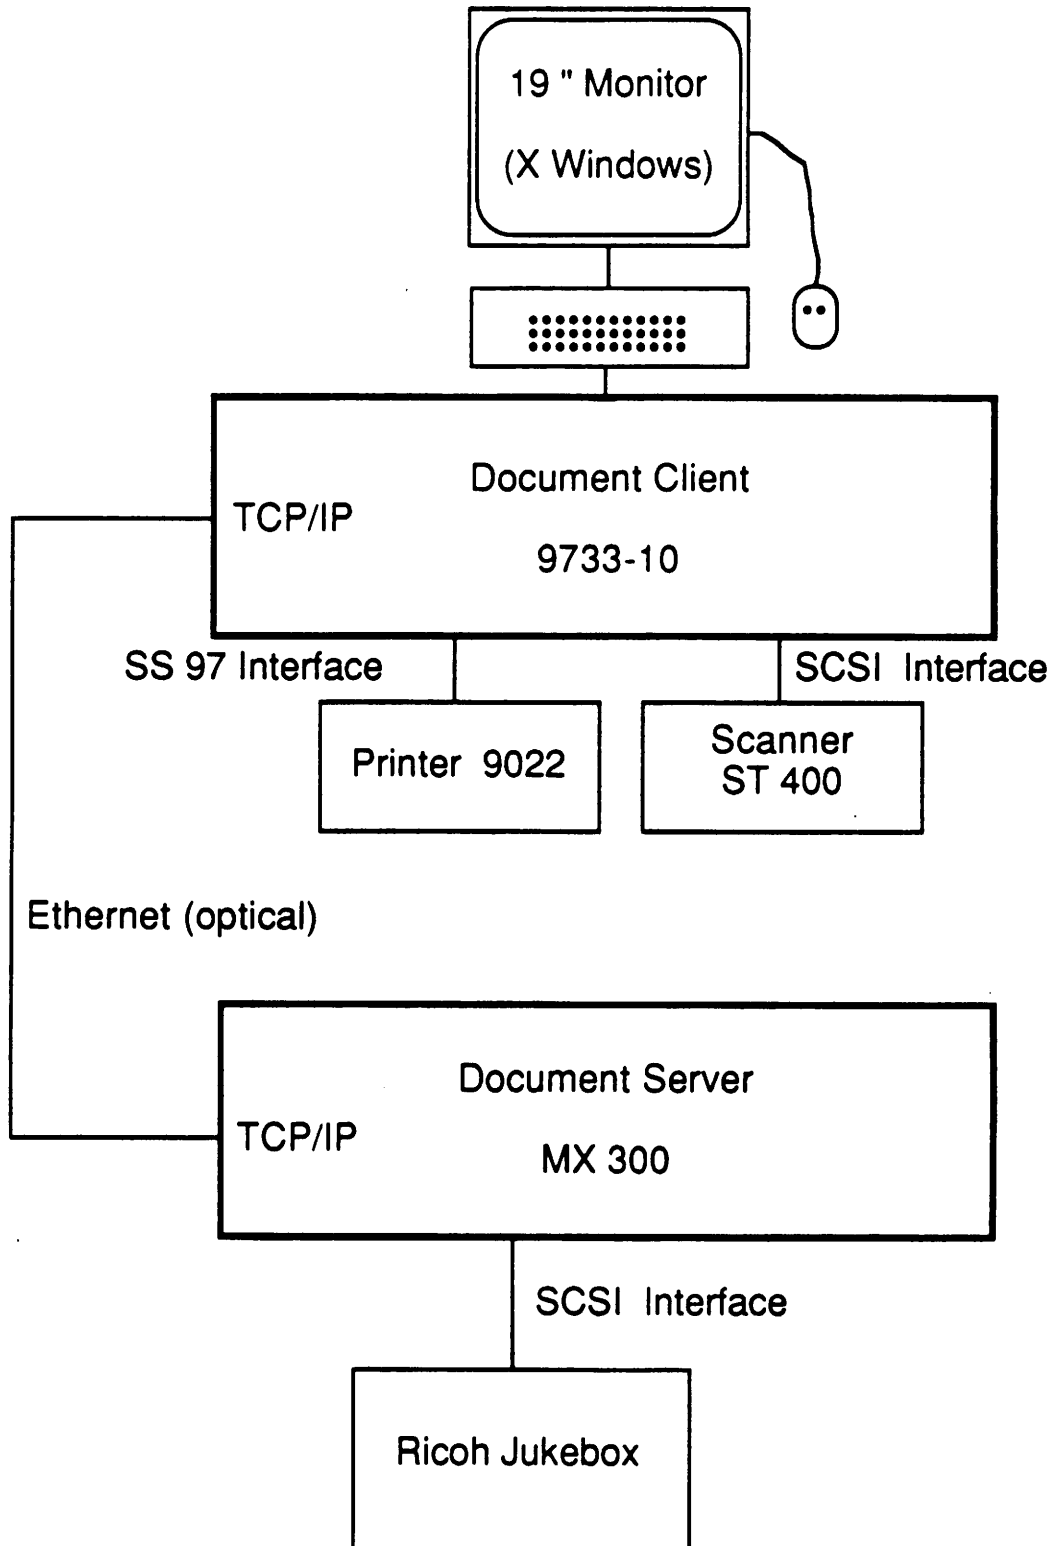 19 " Monitor
(X Windows)
Document Client
TCP/IP
9733-10
SS 97 Interface
SCSI Interface
Printer 9022
Scanner
ST 400
Ethernet (optical)
Document Server
TCP/IP
MX 300
SCSI Interface
Ricoh Jukebox